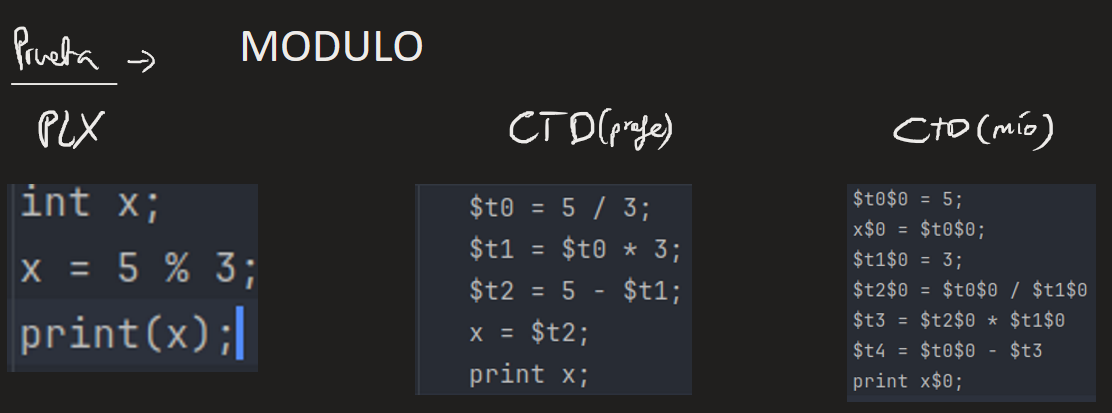 Prueba → MODULO
PLX
int x;
x = 5 % 3;
print(x);
CTD(profe)
$t0 = 5 / 3;
$t1 = $t0 * 3;
$t2 = 5 - $t1;
x = $t2;
print x;
CtD(mío)
$t0$0 = 5;
x$0 = $t0$0;
$t1$0 = 3;
$t2$0 = $t0$0 / $t1$0
$t3 = $t2$0 * $t1$0
$t4 = $t0$0 - $t3
print x$0;